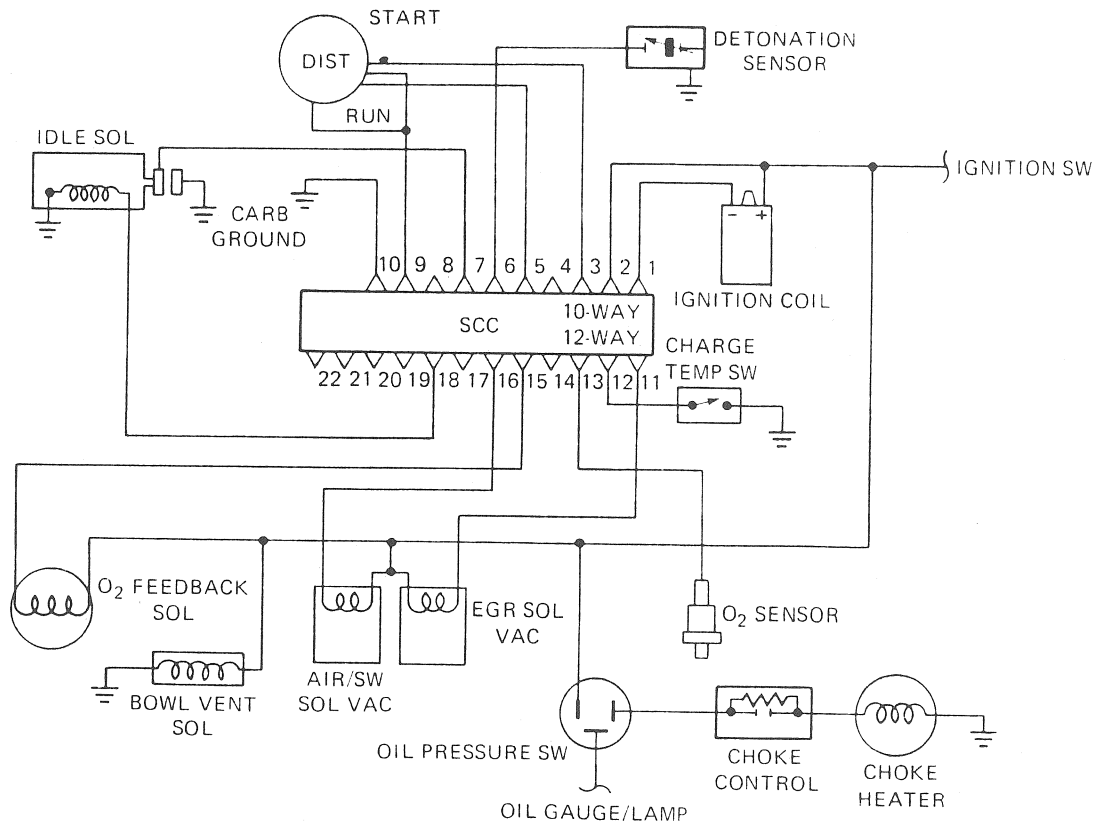 START
DIST
RUN
DETONATION
SENSOR
IDLE SOL
IGNITION SW
CARB
GROUND
- +
IGNITION COIL
10 9 8 7 6 5 4 3 2 1
SCC
10-WAY
12-WAY
22 21 20 19 18 17 16 15 14 13 12 11
CHARGE
TEMP SW
O2 FEEDBACK
SOL
EGR SOL
VAC
O2 SENSOR
AIR/SW
SOL VAC
BOWL VENT
SOL
OIL PRESSURE SW
CHOKE
CONTROL
CHOKE
HEATER
OIL GAUGE/LAMP